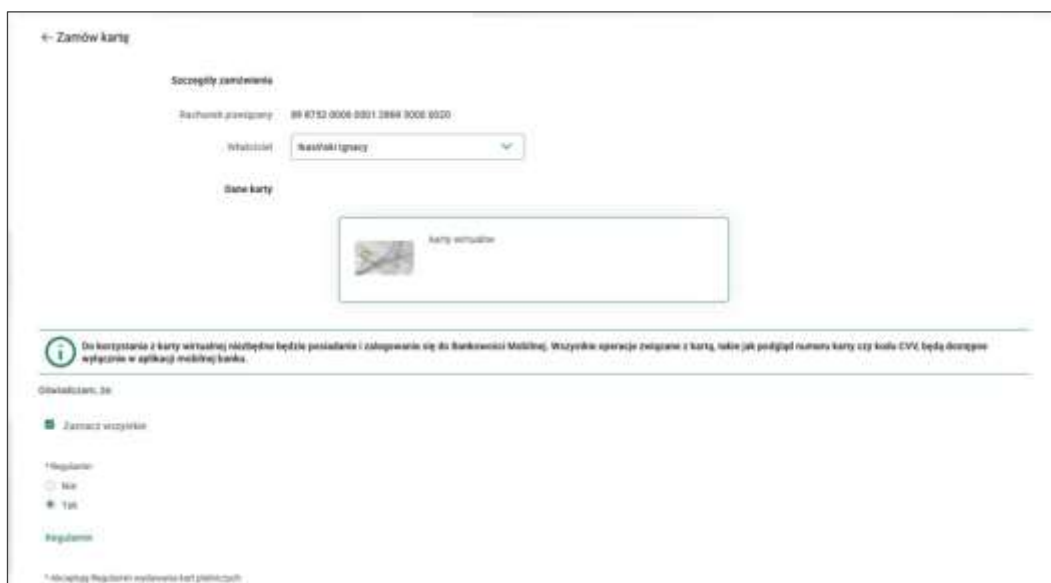 ← Zamów kartę
Szczegóły zamówienia
Rachunek powiązany
Właściciel Ignacy
Dane karty
karty wirtualne
Do korzystania z karty wirtualnej niezbędne będzie posiadanie i zalogowanie się do Bankowości Mobilnej. Wszystkie operacje związane z kartą, takie jak podgląd numeru karty czy kodu CVV, będą dostępne
wyłącznie w aplikacji mobilnej banku.
Oświadczam, że
Zaznacz wszystkie
* Regulamin
Nie
Tak
Regulamin
* Akceptuję Regulamin wydawania kart płatniczych